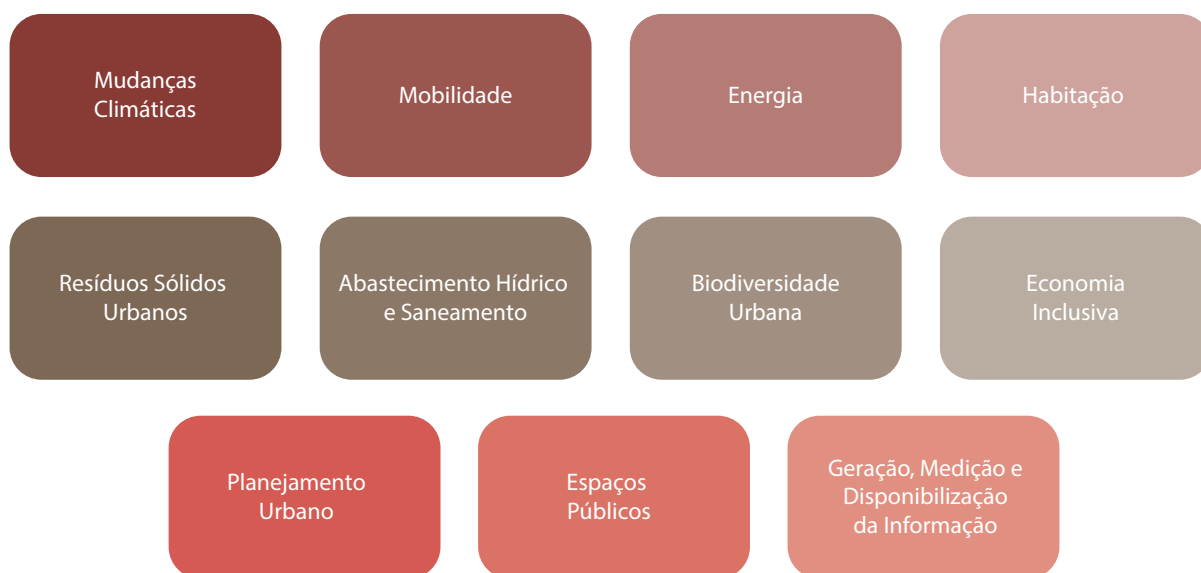 Mudanças
Climáticas
Mobilidade
Energia
Habitação
Resíduos Sólidos
Urbanos
Abastecimento Hídrico
e Saneamento
Biodiversidade
Urbana
Economia
Inclusiva
Planejamento
Urbano
Espaços
Públicos
Geração, Medição e
Disponibilização
da Informação